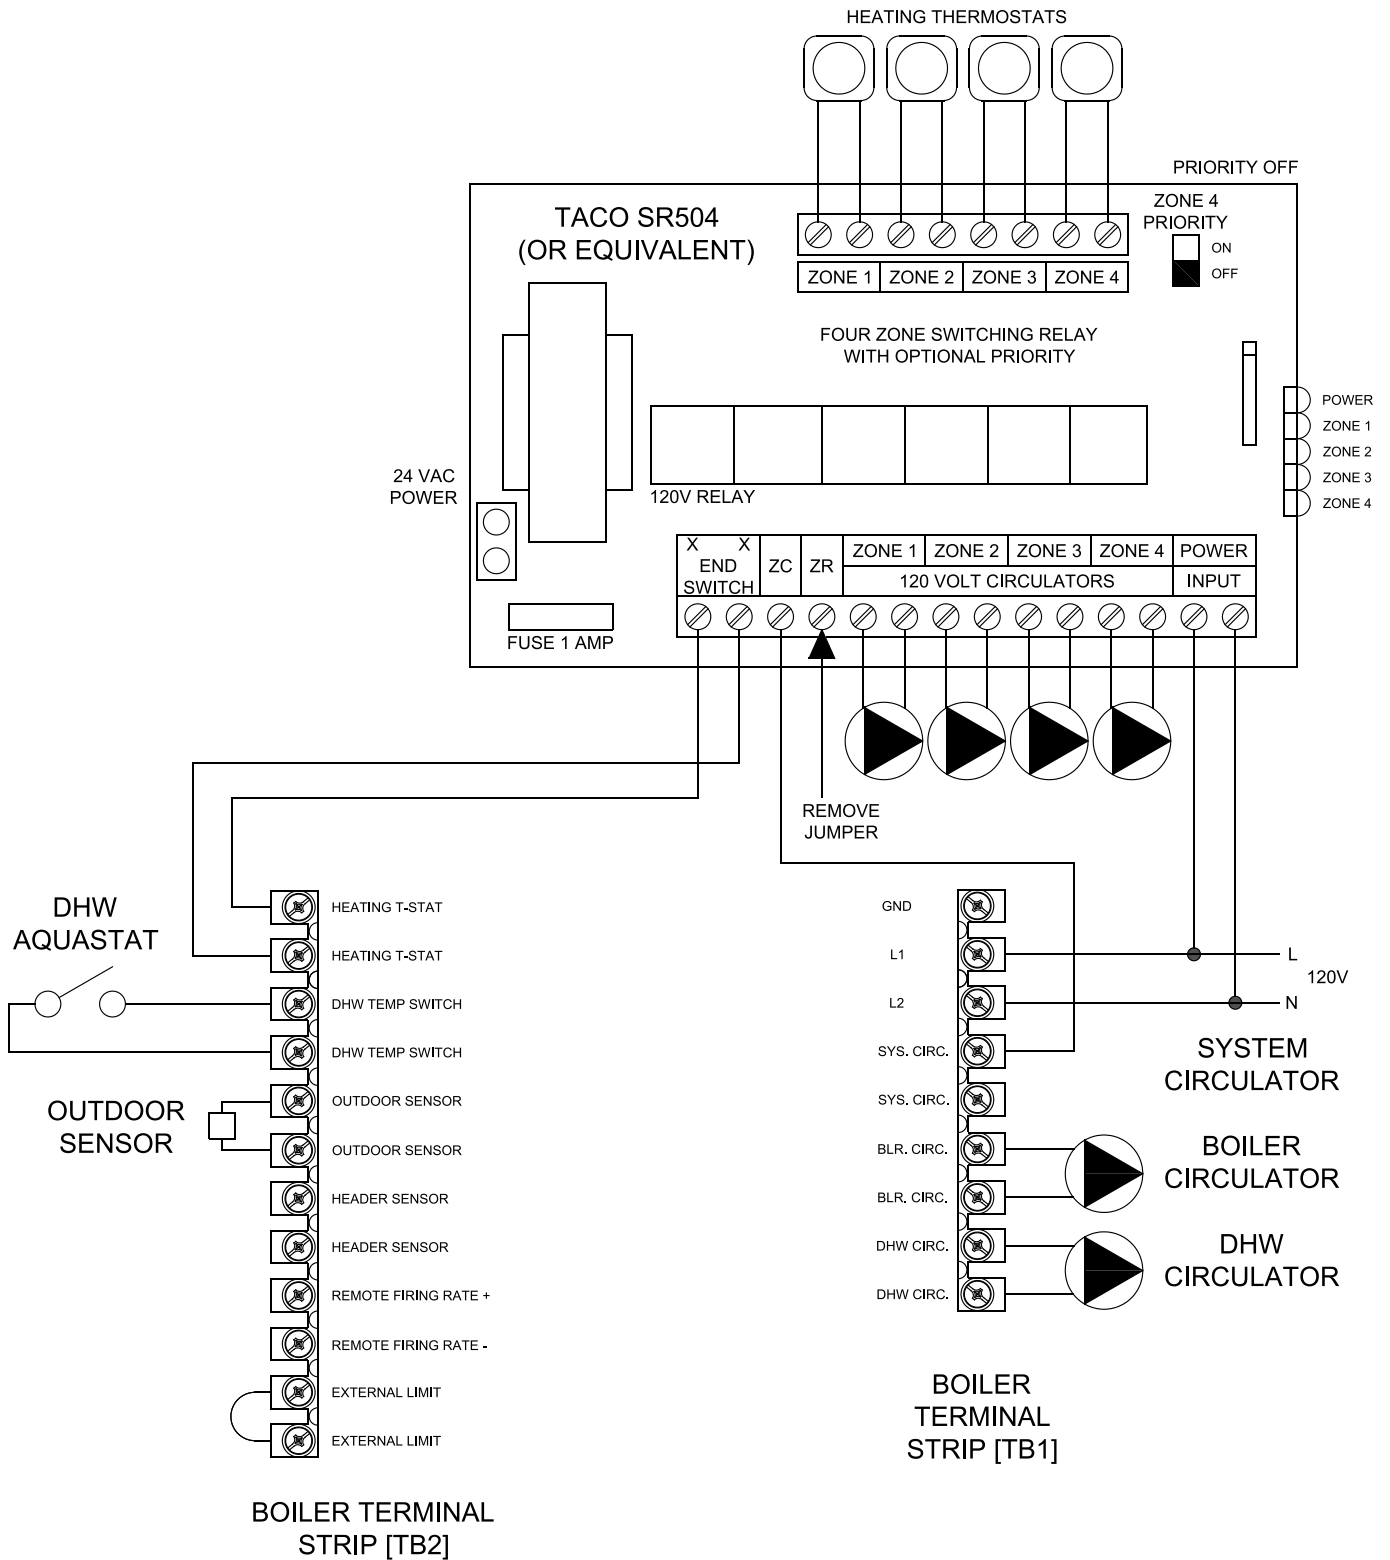 HEATING THERMOSTATS
PRIORITY OFF
TACO SR504
(OR EQUIVALENT)
ZONE 4
PRIORITY
ON
OFF
ZONE 1 ZONE 2 ZONE 3 ZONE 4
FOUR ZONE SWITCHING RELAY
WITH OPTIONAL PRIORITY
POWER
ZONE 1
ZONE 2
ZONE 3
ZONE 4
24 VAC
POWER
120V RELAY
X X
END
SWITCH
ZC
ZR
ZONE 1 ZONE 2 ZONE 3 ZONE 4 POWER
120 VOLT CIRCULATORS INPUT
FUSE 1 AMP
REMOVE
JUMPER
DHW
AQUASTAT
OUTDOOR
SENSOR
HEATING T-STAT
HEATING T-STAT
DHW TEMP SWITCH
DHW TEMP SWITCH
OUTDOOR SENSOR
OUTDOOR SENSOR
HEADER SENSOR
HEADER SENSOR
REMOTE FIRING RATE +
REMOTE FIRING RATE -
EXTERNAL LIMIT
EXTERNAL LIMIT
BOILER TERMINAL
STRIP [TB2]
GND
L1
L2
SYS. CIRC.
SYS. CIRC.
BLR. CIRC.
BLR. CIRC.
DHW CIRC.
DHW CIRC.
L
120V
N
SYSTEM
CIRCULATOR
BOILER
CIRCULATOR
DHW
CIRCULATOR
BOILER
TERMINAL
STRIP [TB1]